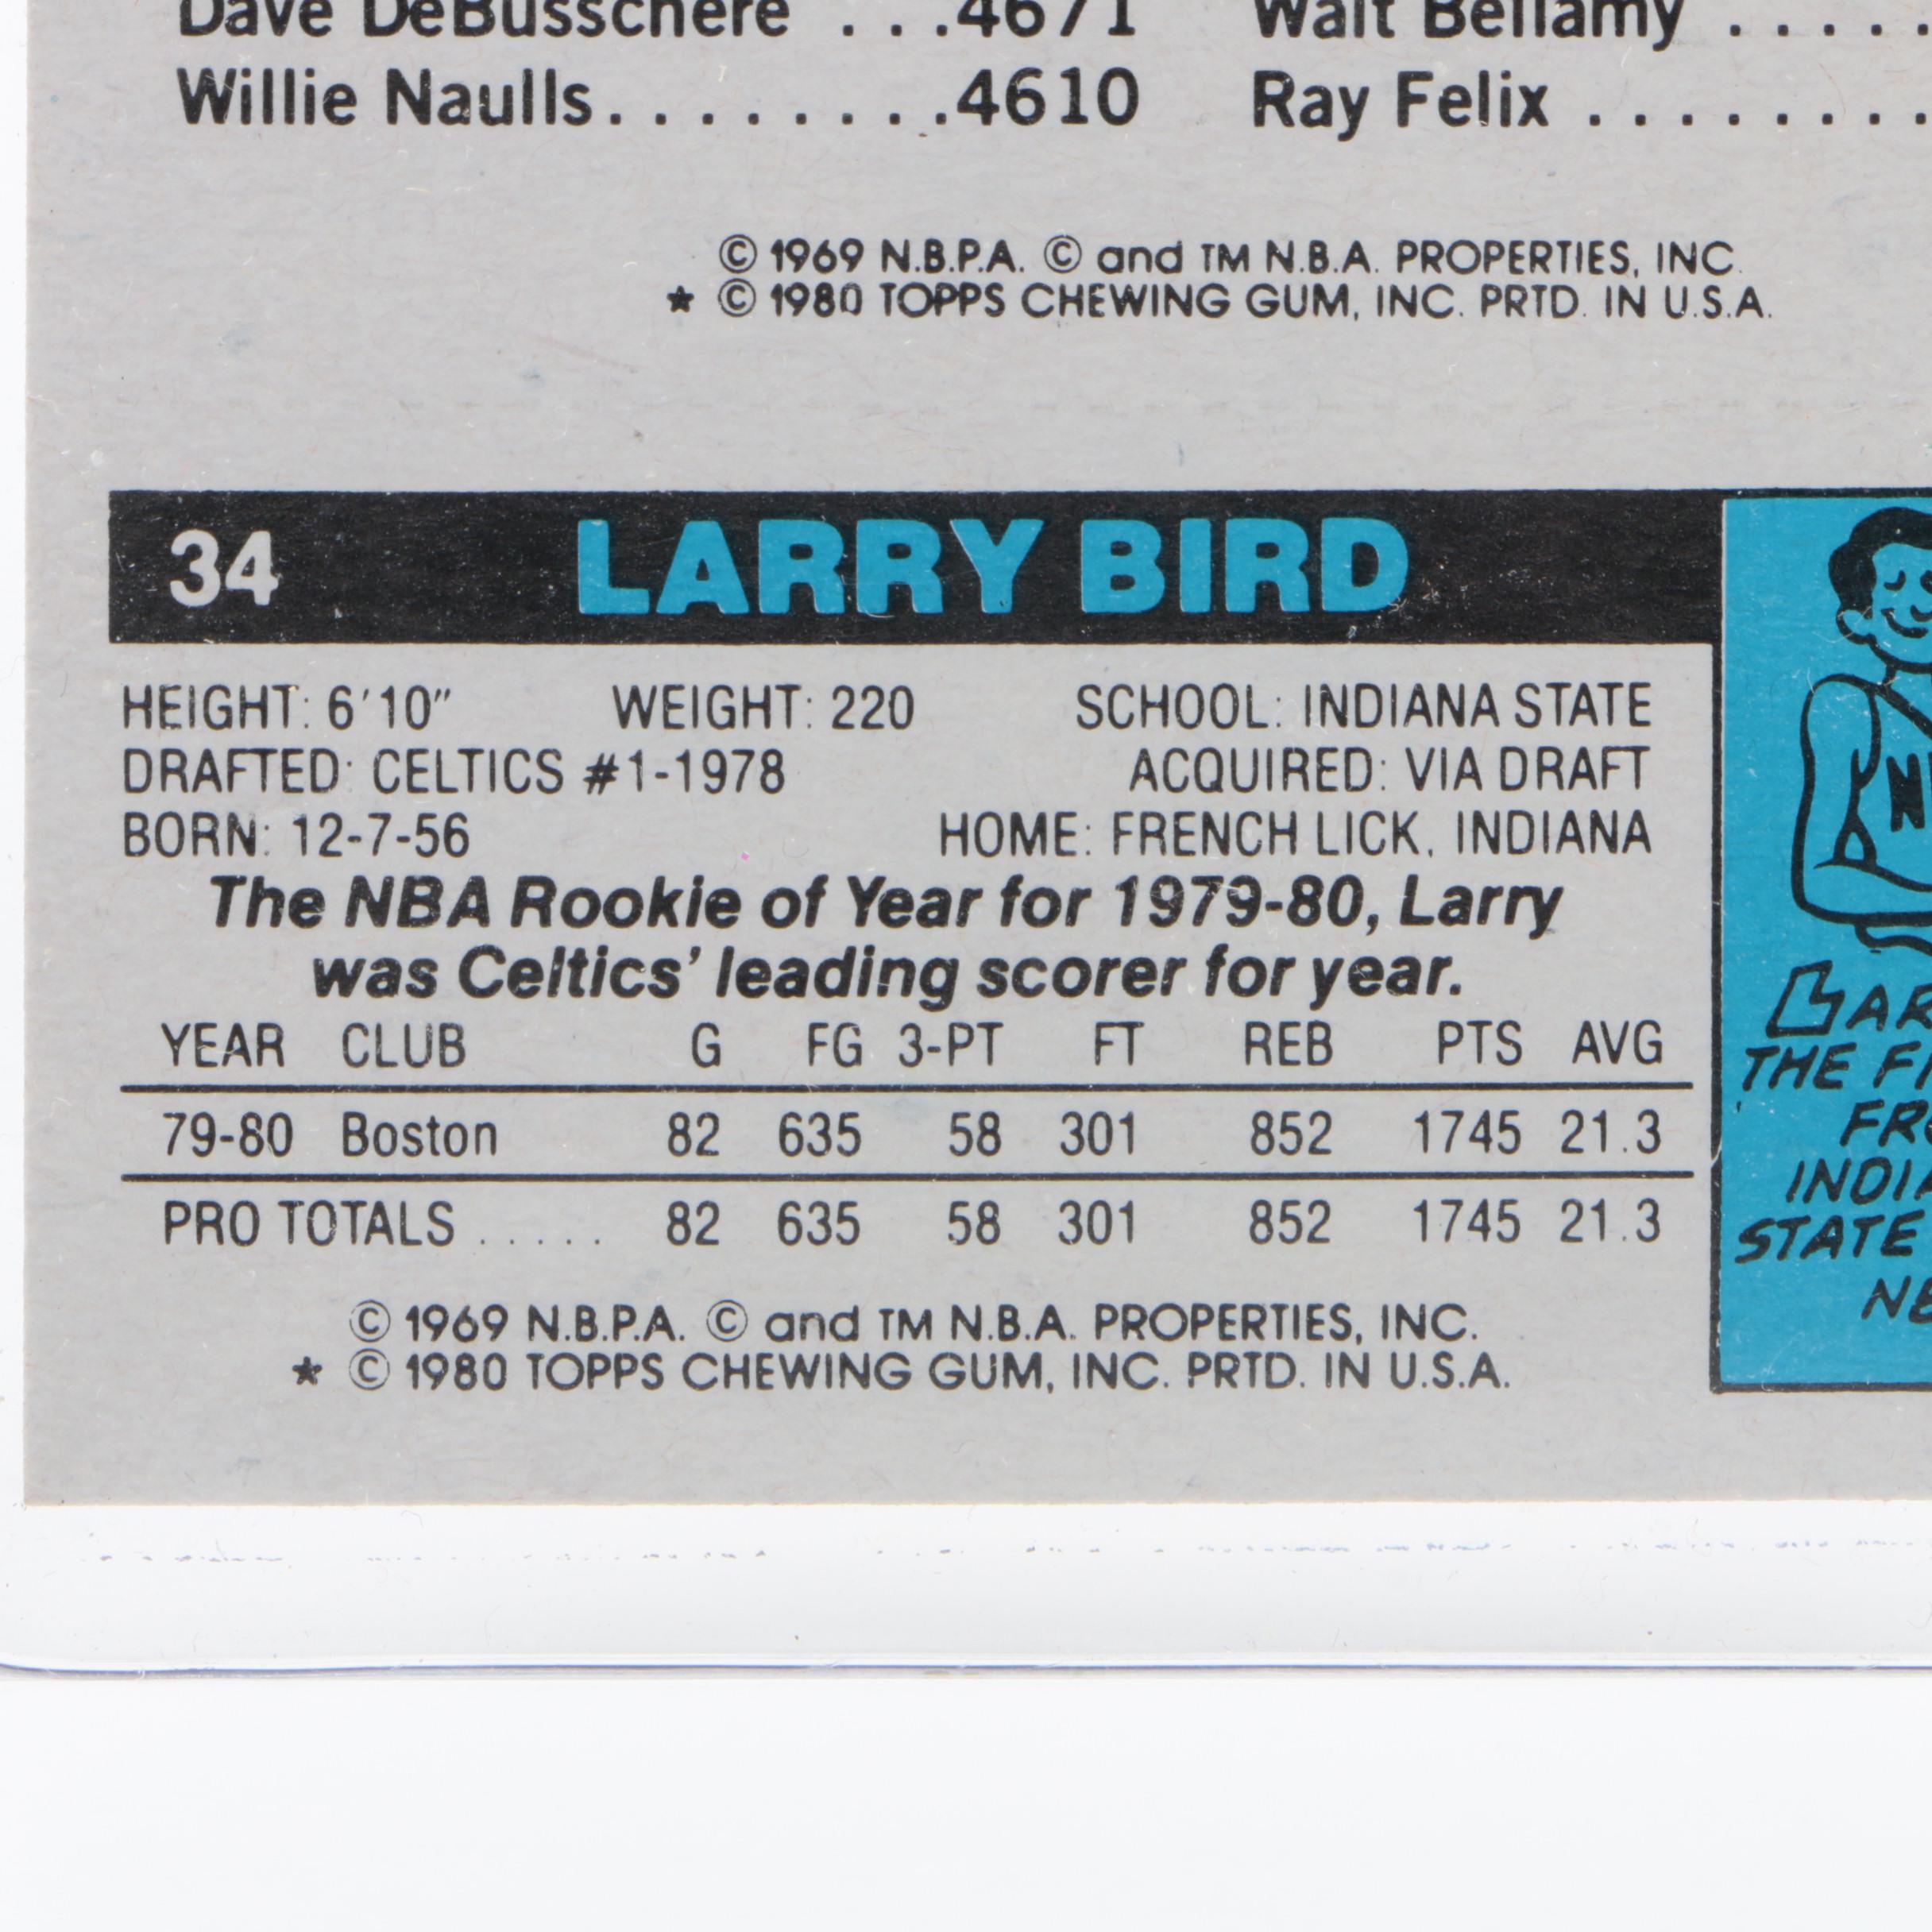 Dave DeBusschere . . .4671 Walt Bellamy . . . . .
Willie Naulls. . . . . . . .4610 Ray Felix . . . . . . . .
© 1969 N.B.P.A. © and TM N.B.A. PROPERTIES, INC.
* © 1980 TOPPS CHEWING GUM, INC. PRTD. IN U.S.A.
34 LARRY BIRD
HEIGHT: 6'10" WEIGHT: 220 SCHOOL: INDIANA STATE
DRAFTED: CELTICS #1-1978 ACQUIRED: VIA DRAFT
BORN: 12-7-56 HOME: FRENCH LICK, INDIANA
The NBA Rookie of Year for 1979-80, Larry
was Celtics' leading scorer for year.
YEAR CLUB G FG 3-PT FT REB PTS AVG
79-80 Boston 82 635 58 301 852 1745 21.3
PRO TOTALS . . . . . 82 635 58 301 852 1745 21.3
© 1969 N.B.P.A. © and TM N.B.A. PROPERTIES, INC.
* © 1980 TOPPS CHEWING GUM, INC. PRTD. IN U.S.A.
THE
STATE